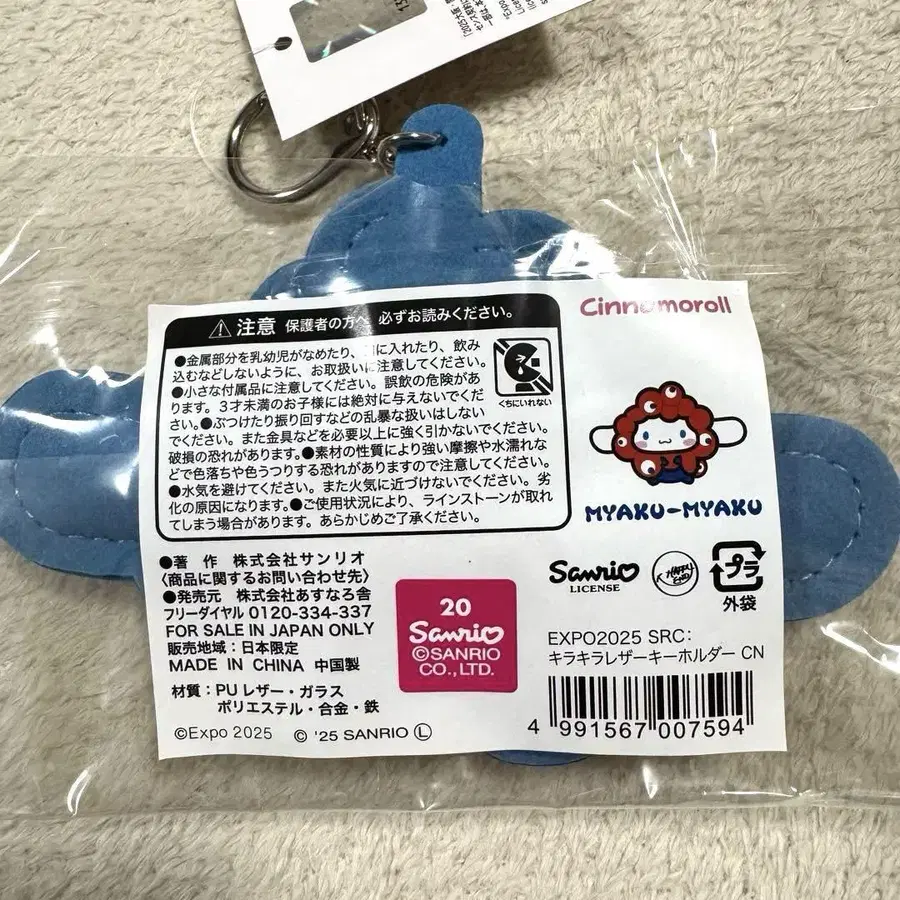 ⚠ 注意 保護者の方へ 必ずお読みください。
●金属部分を乳幼児がなめたり、口に入れたり、飲み
込むなどしないように、お取扱いに注意してください。
●小さな付属品に注意してください。誤飲の危険があ
ります。3才未満のお子様には絶対に与えないでくだ
さい。●ぶつけたり振り回すなどの乱暴な扱いはしない
でください。また金具などを必要以上に強く引かないでください。
破損の恐れがあります。●素材の性質により強い摩擦や水濡れな
どで色落ちや色うつりする恐れがありますので注意してください。
●水気を避けてください。また火気に近づけないでください。劣
化の原因になります。●ご使用状況により、ラインストーンが取れ
てしまう場合があります。あらかじめご了承ください。
くちにいれない
Cinnamoroll
MYAKU-MYAKU
●著 作 株式会社サンリオ
〈商品に関するお問い合わせ先〉
●発売元 株式会社あすなろ舎
フリーダイヤル 0120-334-337
FOR SALE IN JAPAN ONLY
販売地域:日本限定
MADE IN CHINA 中国製
材質:PU レザー・ガラス
ポリエステル・合金・鉄
©Expo 2025 © '25 SANRIO Ⓛ
20
Sanrio
©SANRIO
CO.,LTD.
Sanrio
LICENSE
HAPPY
END
プラ
外袋
EXPO2025 SRC:
キラキラレザーキーホルダー CN
4 991567 007594